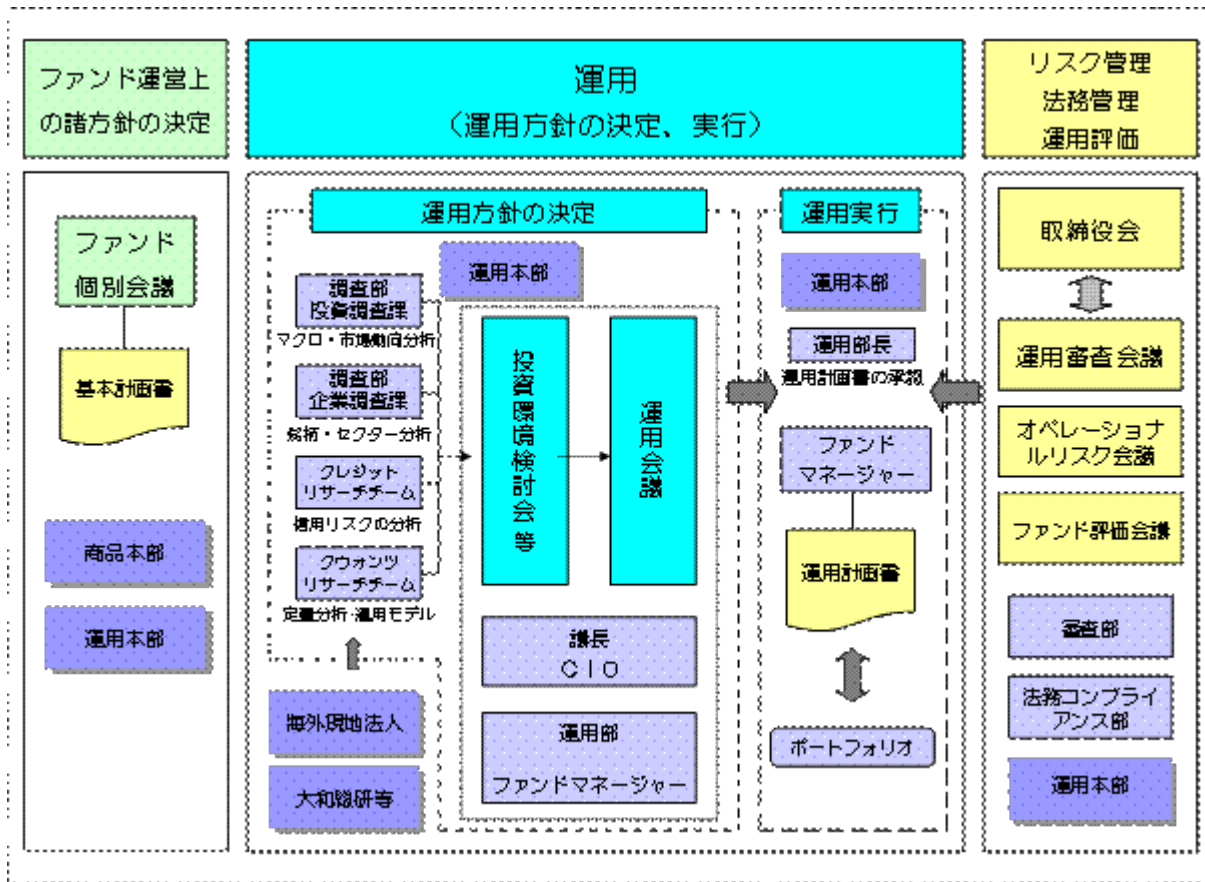 ファンド運営上
の諸方針の決定
運用
（運用方針の決定、実行）
リスク管理
法務管理
運用評価
ファンド
個別会議
基本計画書
商品本部
運用本部
運用方針の決定
運用本部
調査部
投資調査課
マクロ・市場動向分析
調査部
企業調査課
銘柄・セクター分析
クレジット
リサーチチーム
信用リスクの分析
クウォンツ
リサーチチーム
定量分析・運用モデル
海外現地法人
大和総研等
投資環境検討会等
運用会議
議長
CIO
運用部
ファンドマネージャー
運用実行
運用本部
運用部長
運用計画書の承認
ファンド
マネージャー
運用計画書
ポートフォリオ
取締役会
運用審査会議
オペレーショナ
ルリスク会議
ファンド評価会議
審査部
法務コンプライ
アンス部
運用本部